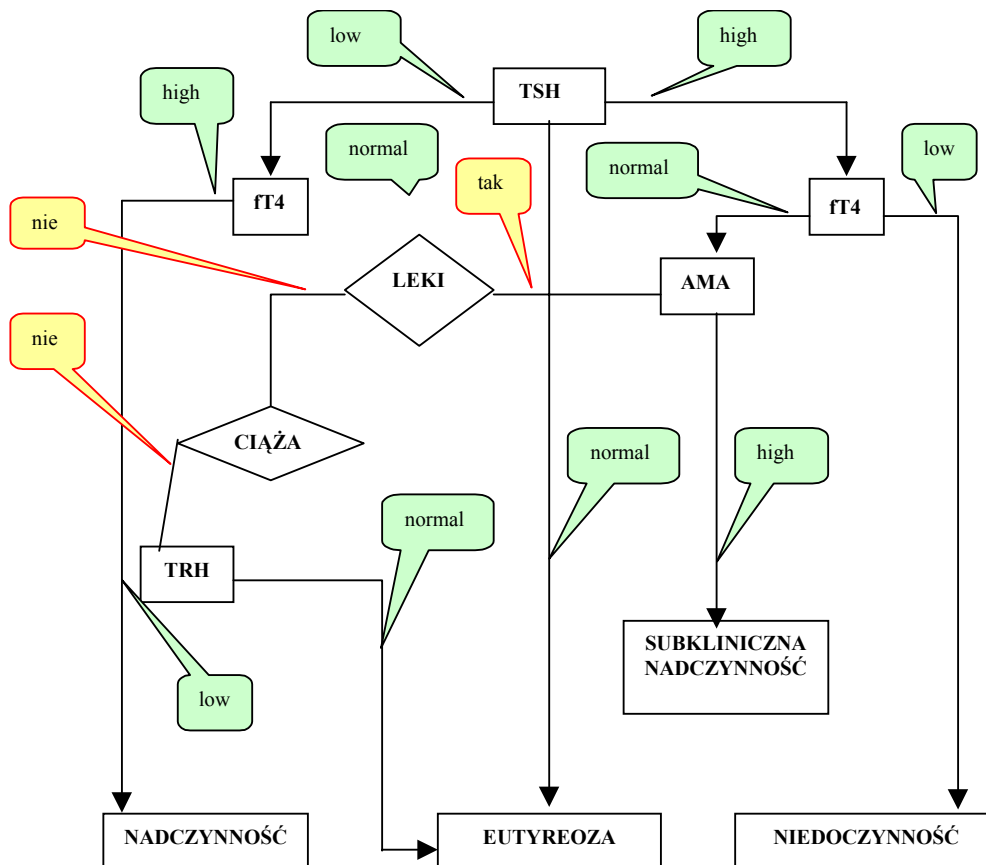 low
high
TSH
high
normal
normal
low
tak
fT4
fT4
nie
LEKI
AMA
nie
CIĄŻA
normal
high
normal
TRH
SUBKLINICZNA
NADCZYNNOŚĆ
low
NADCZYNNOŚĆ
EUTYREOZA
NIEDOCZYNNOŚĆ